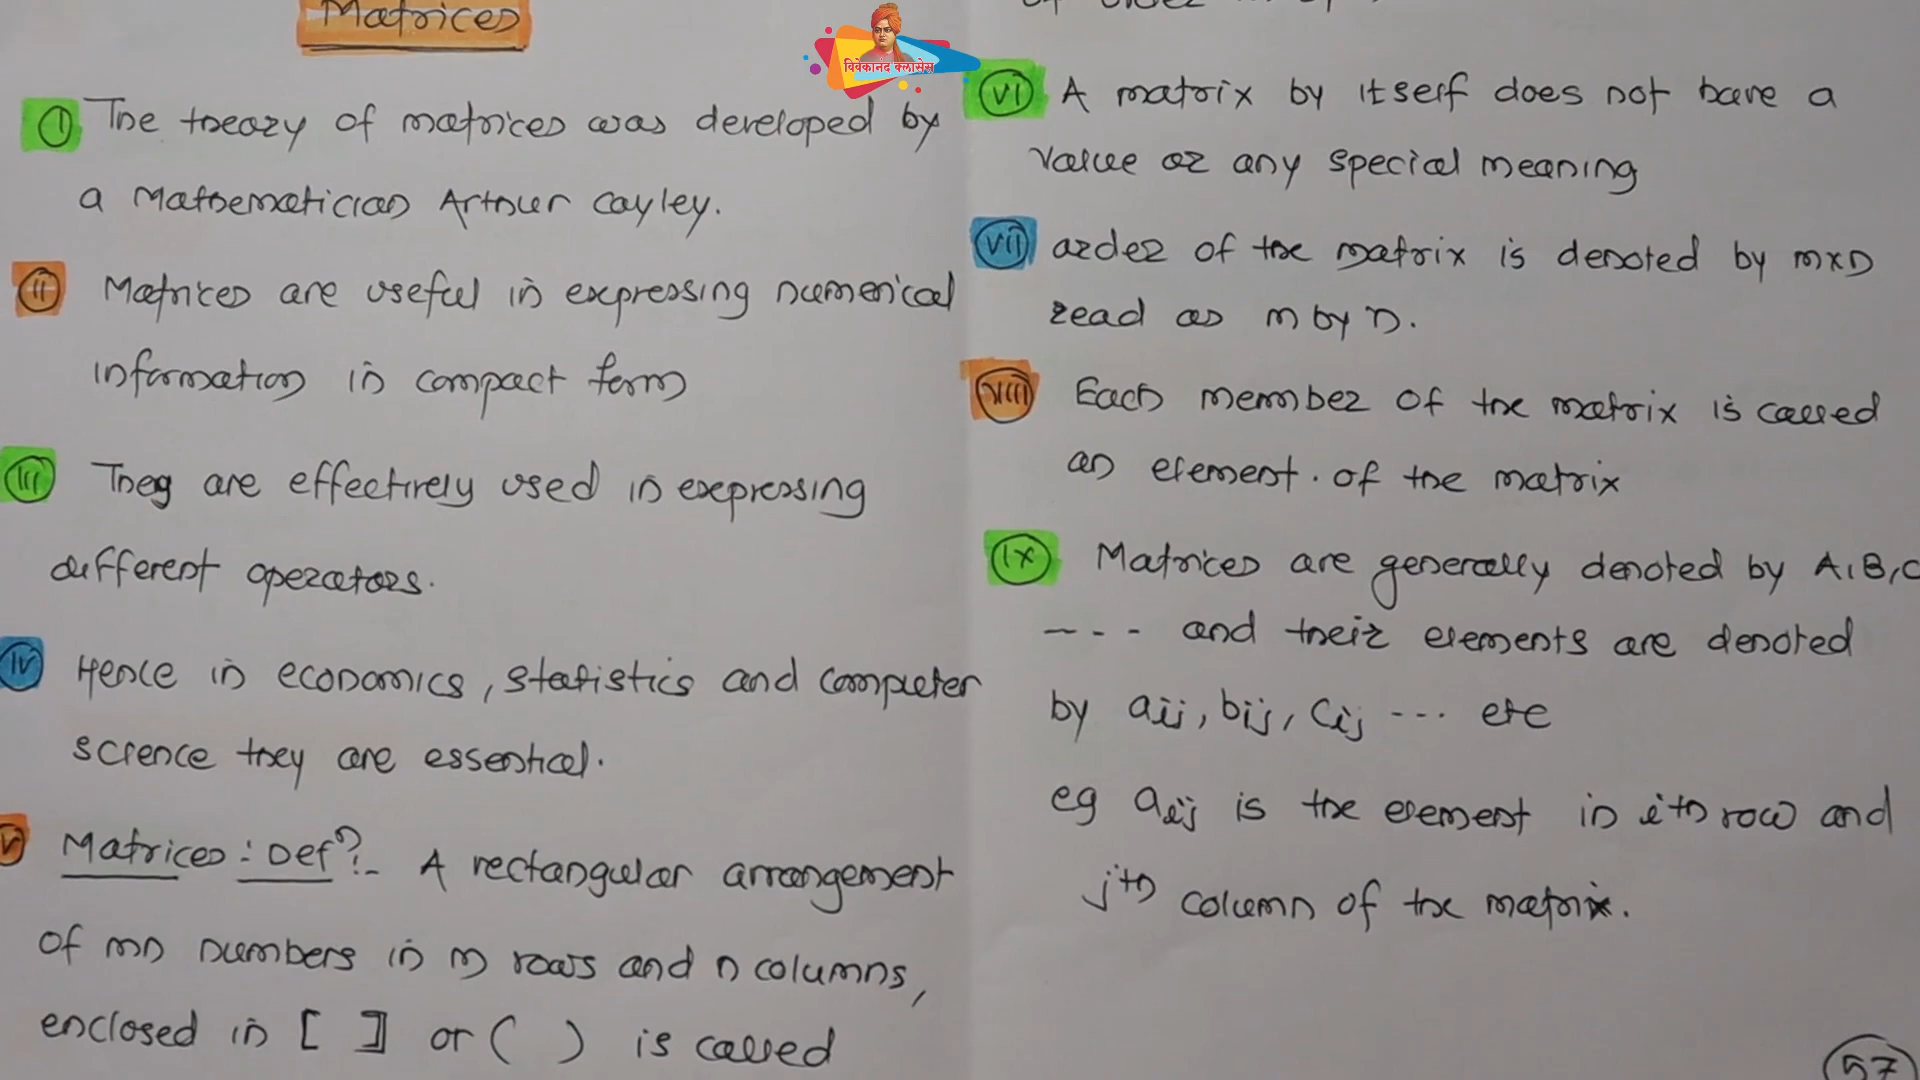 Matrices
विवेकानंद क्लासेस
i The theory of matrices was developed by
a Mathematician Arthur Cayley.
ii Matrices are useful in expressing numerical
information in compact form
iii They are effectively used in expressing
different operators.
iv Hence in economics, statistics and computer
science they are essential.
v Matrices : Defn :- A rectangular arrangement
of mn numbers in m rows and n columns,
enclosed in [ ] or ( ) is called
of order m by n.
vi A matrix by itself does not have a
value or any special meaning
vii order of the matrix is denoted by m×n
read as m by n.
viii Each member of the matrix is called
an element. of the matrix
ix Matrices are generally denoted by A, B, C
---- and their elements are denoted
by aij, bij, cij --- etc
eg aij is the element in ith row and
jth column of the matrix.
57